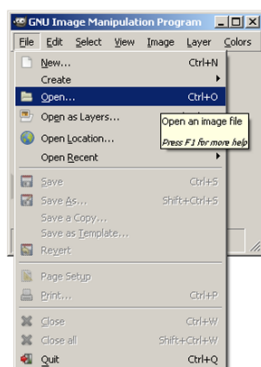 GNU Image Manipulation Program
File Edit Select View Image Layer Colors
New... Ctrl+N
Create
Open... Ctrl+O
Open as Layers...
Open an image file
Open Location...
Press F1 for more help
Open Recent
Save Ctrl+S
Save As... Shift+Ctrl+S
Save a Copy...
Save as Template...
Revert
Page Setup
Print... Ctrl+P
Close Ctrl+W
Close all Shift+Ctrl+W
Quit Ctrl+Q